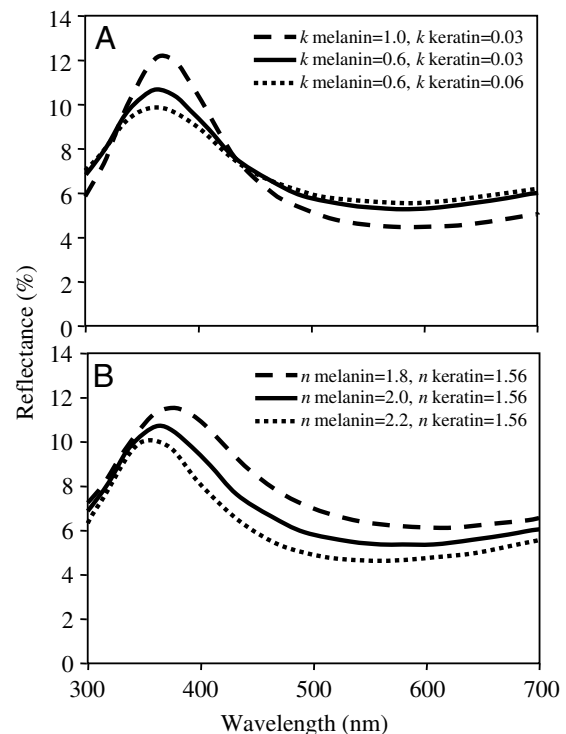 14
A
k melanin=1.0, k keratin=0.03
12
k melanin=0.6, k keratin=0.03
k melanin=0.6, k keratin=0.06
10
8
6
4
2
0
Reflectance (%)
14
B
n melanin=1.8, n keratin=1.56
12
n melanin=2.0, n keratin=1.56
n melanin=2.2, n keratin=1.56
10
8
6
4
2
0
300 400 500 600 700
Wavelength (nm)